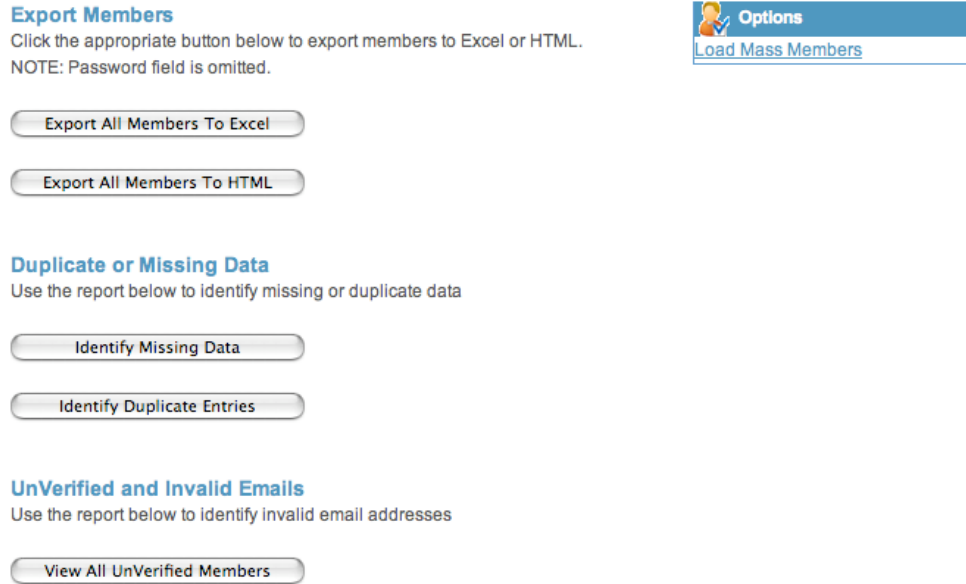 Export Members
Click the appropriate button below to export members to Excel or HTML.
NOTE: Password field is omitted.
Export All Members To Excel
Export All Members To HTML
Duplicate or Missing Data
Use the report below to identify missing or duplicate data
Identify Missing Data
Identify Duplicate Entries
UnVerified and Invalid Emails
Use the report below to identify invalid email addresses
View All UnVerified Members
Options
Load Mass Members